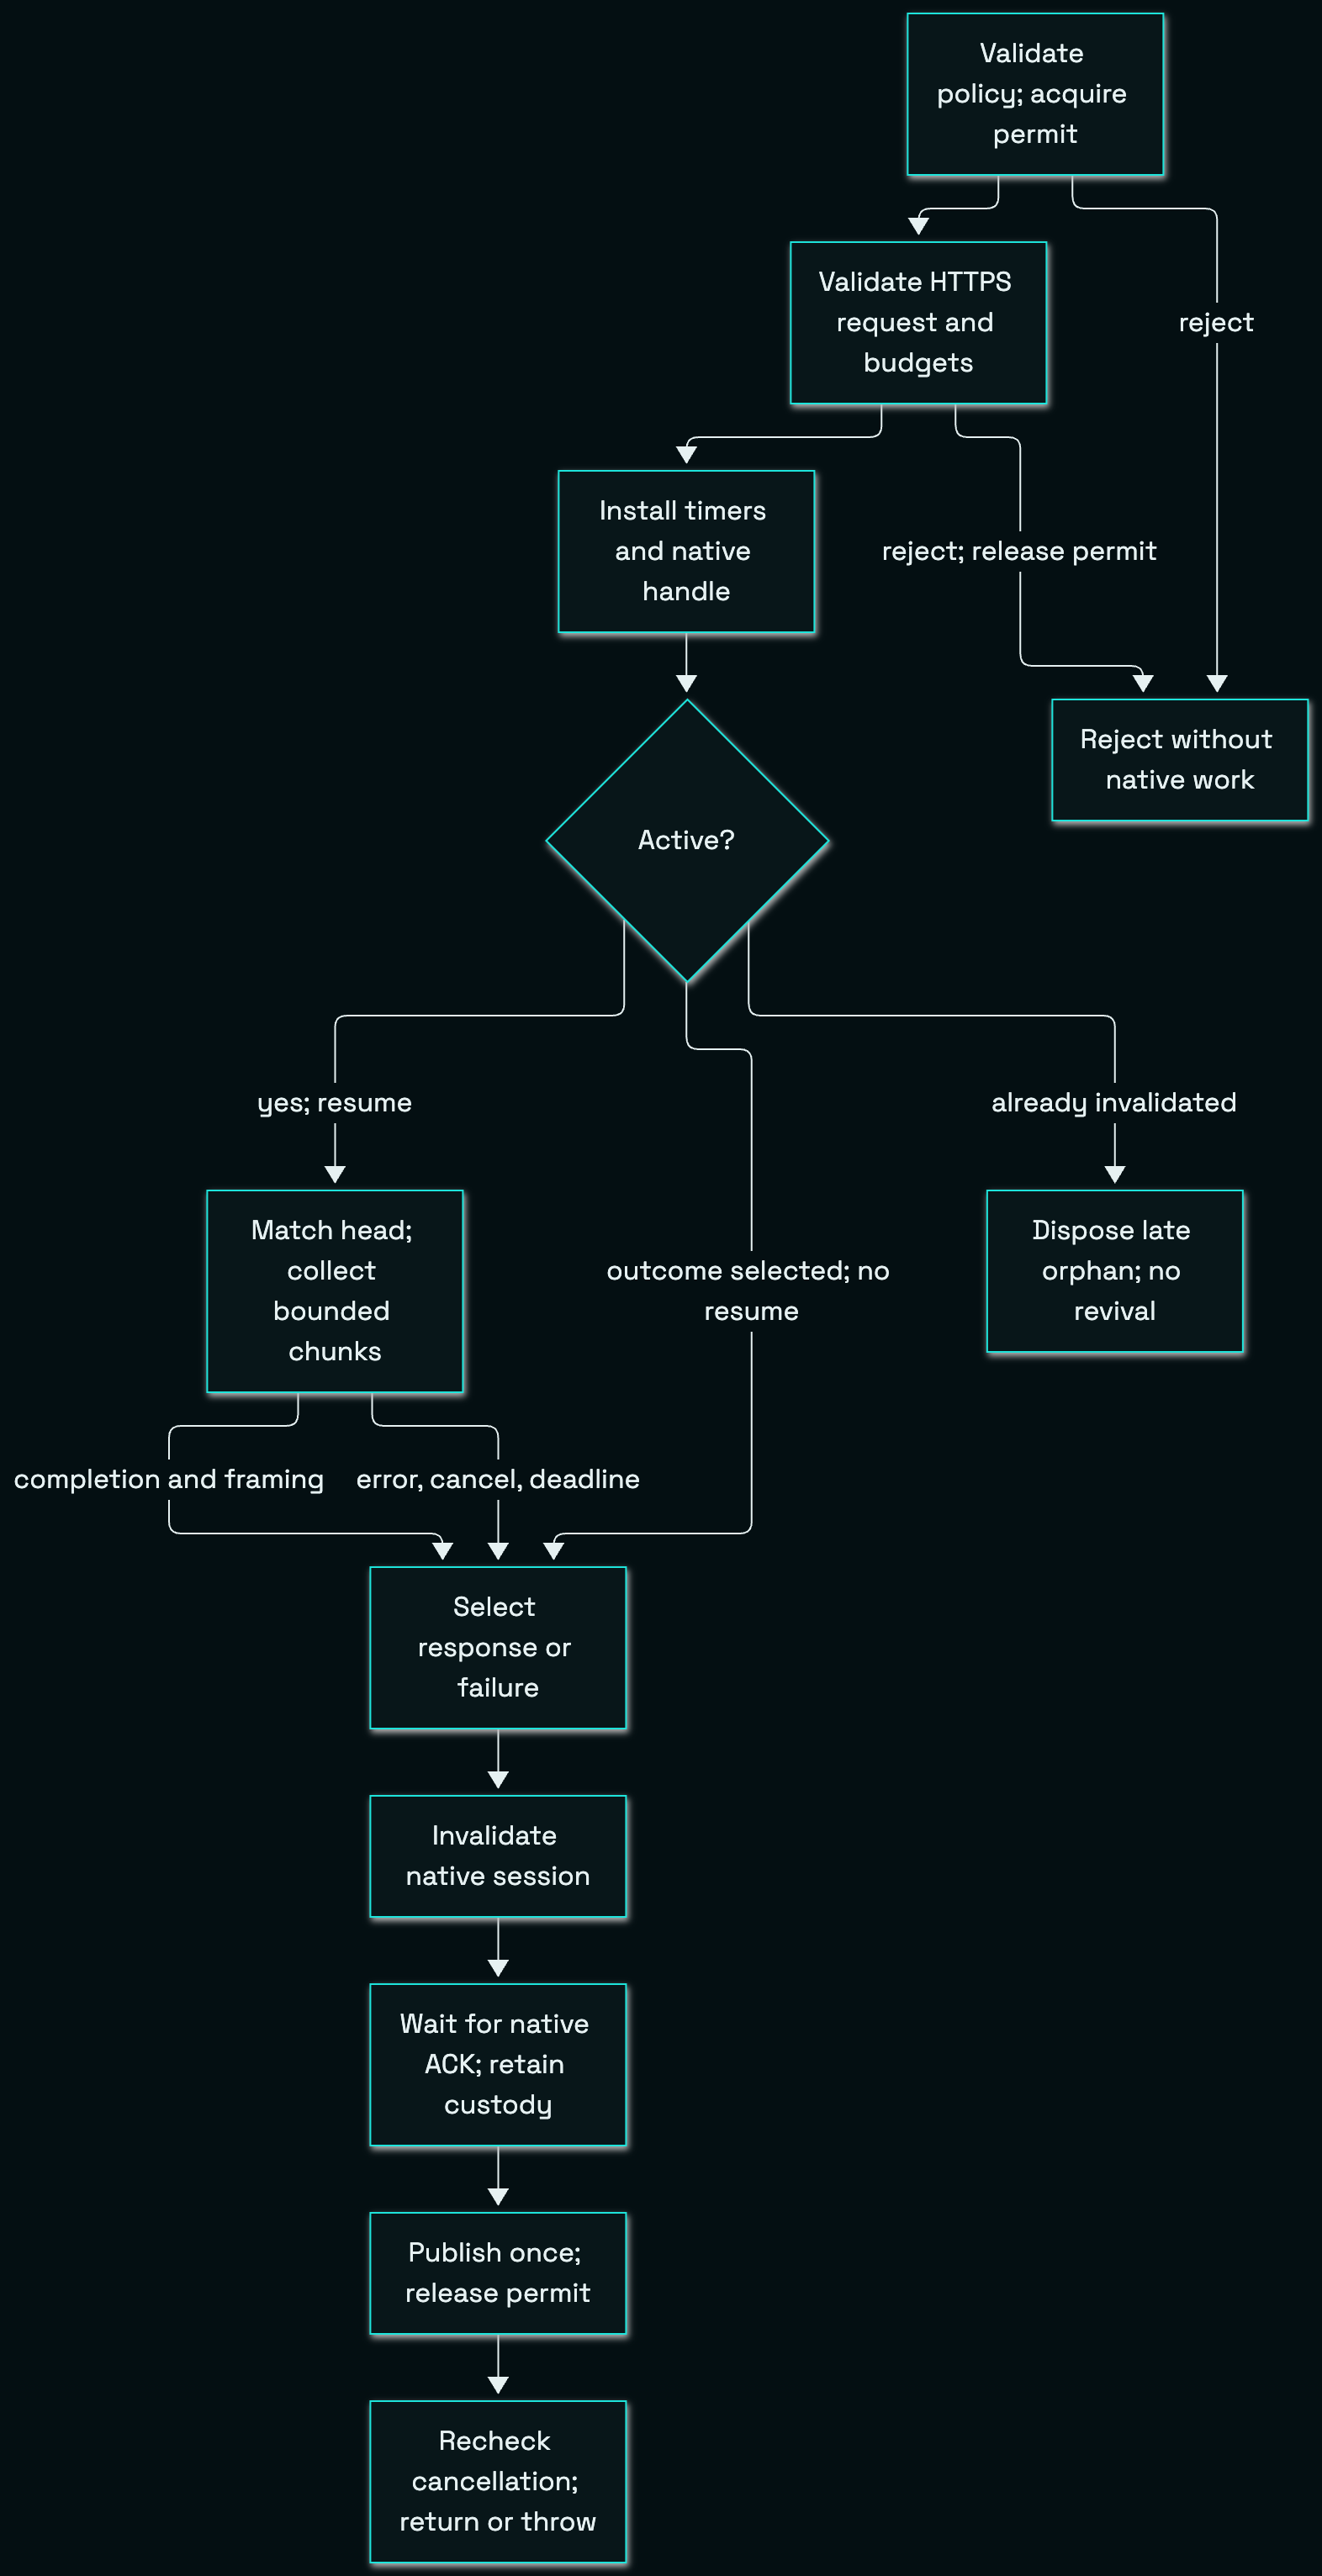 Validate
policy; acquire
permit
Validate HTTPS
request and
budgets
reject
Install timers
and native
handle
reject; release permit
Reject without
native work
Active?
yes; resume
already invalidated
Match head;
collect
bounded
chunks
outcome selected; no
resume
Dispose late
orphan; no
revival
completion and framing
error, cancel, deadline
Select
response or
failure
Invalidate
native session
Wait for native
ACK; retain
custody
Publish once;
release permit
Recheck
cancellation;
return or throw